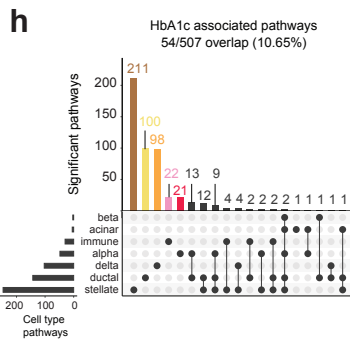 h
HbA1c associated pathways
54/507 overlap (10.65%)
Significant pathways
200
150
100
50
211
100
98
22
21
13
12
9
4 4 2 2 2 2 1 1 1 1 1
beta
acinar
immune
alpha
delta
ductal
stellate
200 100 0
Cell type
pathways